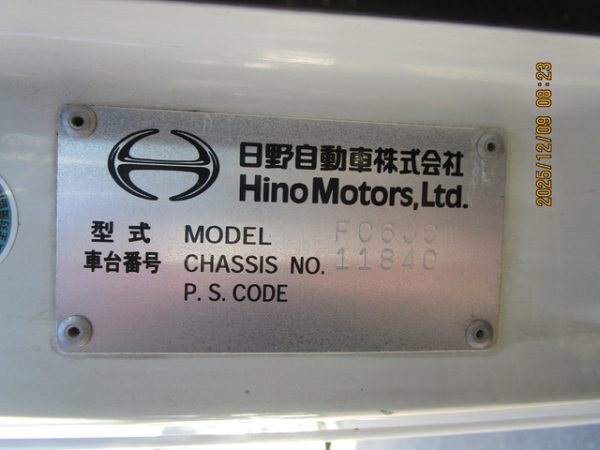 日野自動車株式会社
Hino Motors, Ltd.
型式 MODEL FC6JCW
車台番号 CHASSIS NO. 11840
P. S. CODE
2025/12/09 08:23